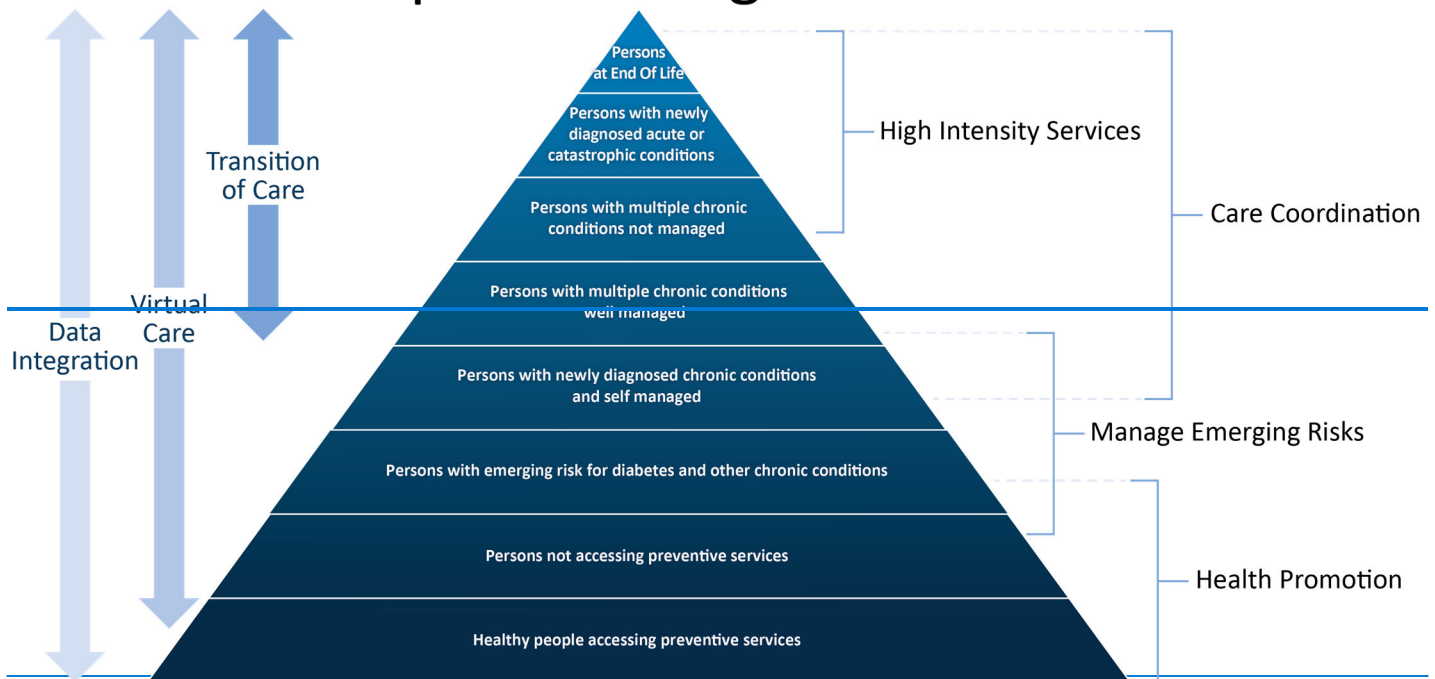 Persons
at End Of Life
Persons with newly
diagnosed acute or
catastrophic conditions
Persons with multiple chronic
conditions not managed
Persons with multiple chronic conditions
well managed
Persons with newly diagnosed chronic conditions
and self managed
Persons with emerging risk for diabetes and other chronic conditions
Persons not accessing preventive services
Healthy people accessing preventive services
Transition
of Care
Virtual
Care
Data
Integration
High Intensity Services
Care Coordination
Manage Emerging Risks
Health Promotion